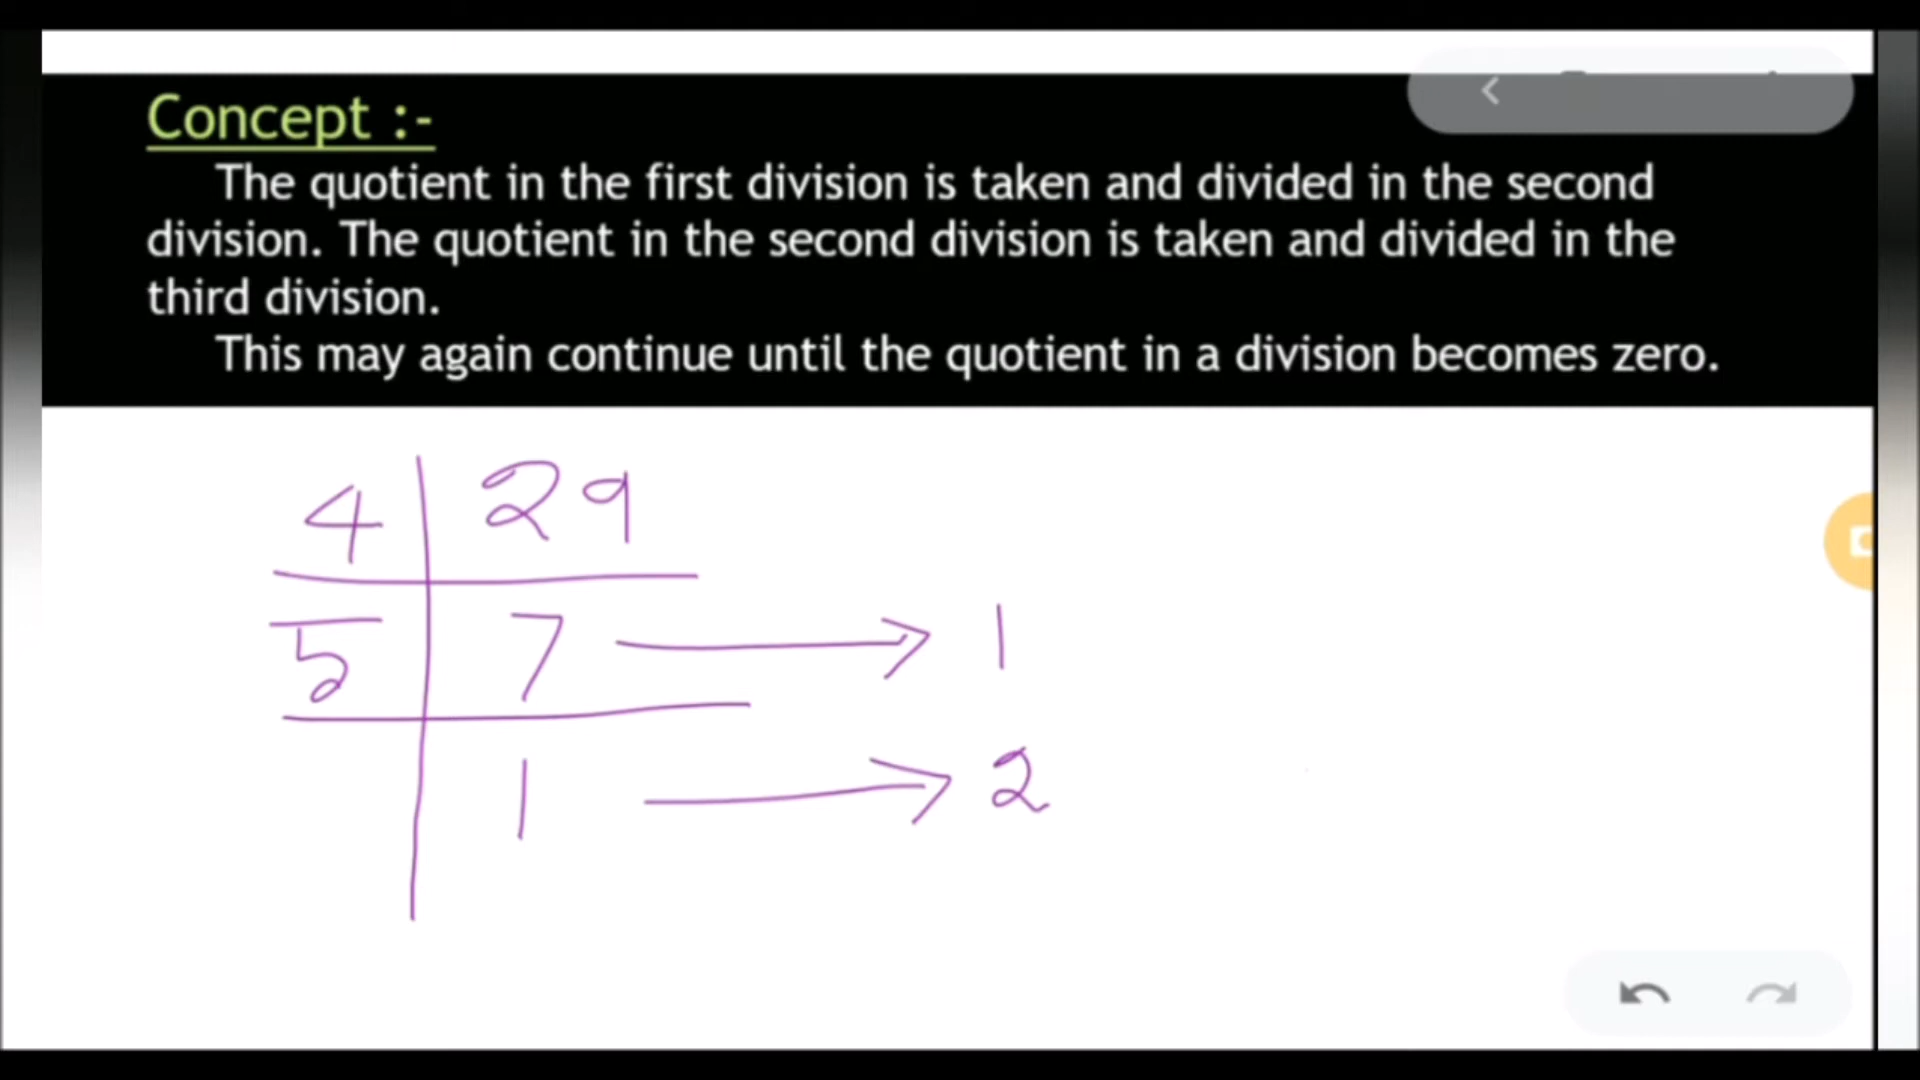 Concept :-
The quotient in the first division is taken and divided in the second
division. The quotient in the second division is taken and divided in the
third division.
This may again continue until the quotient in a division becomes zero.
4 29
5 7 → 1
1 → 2